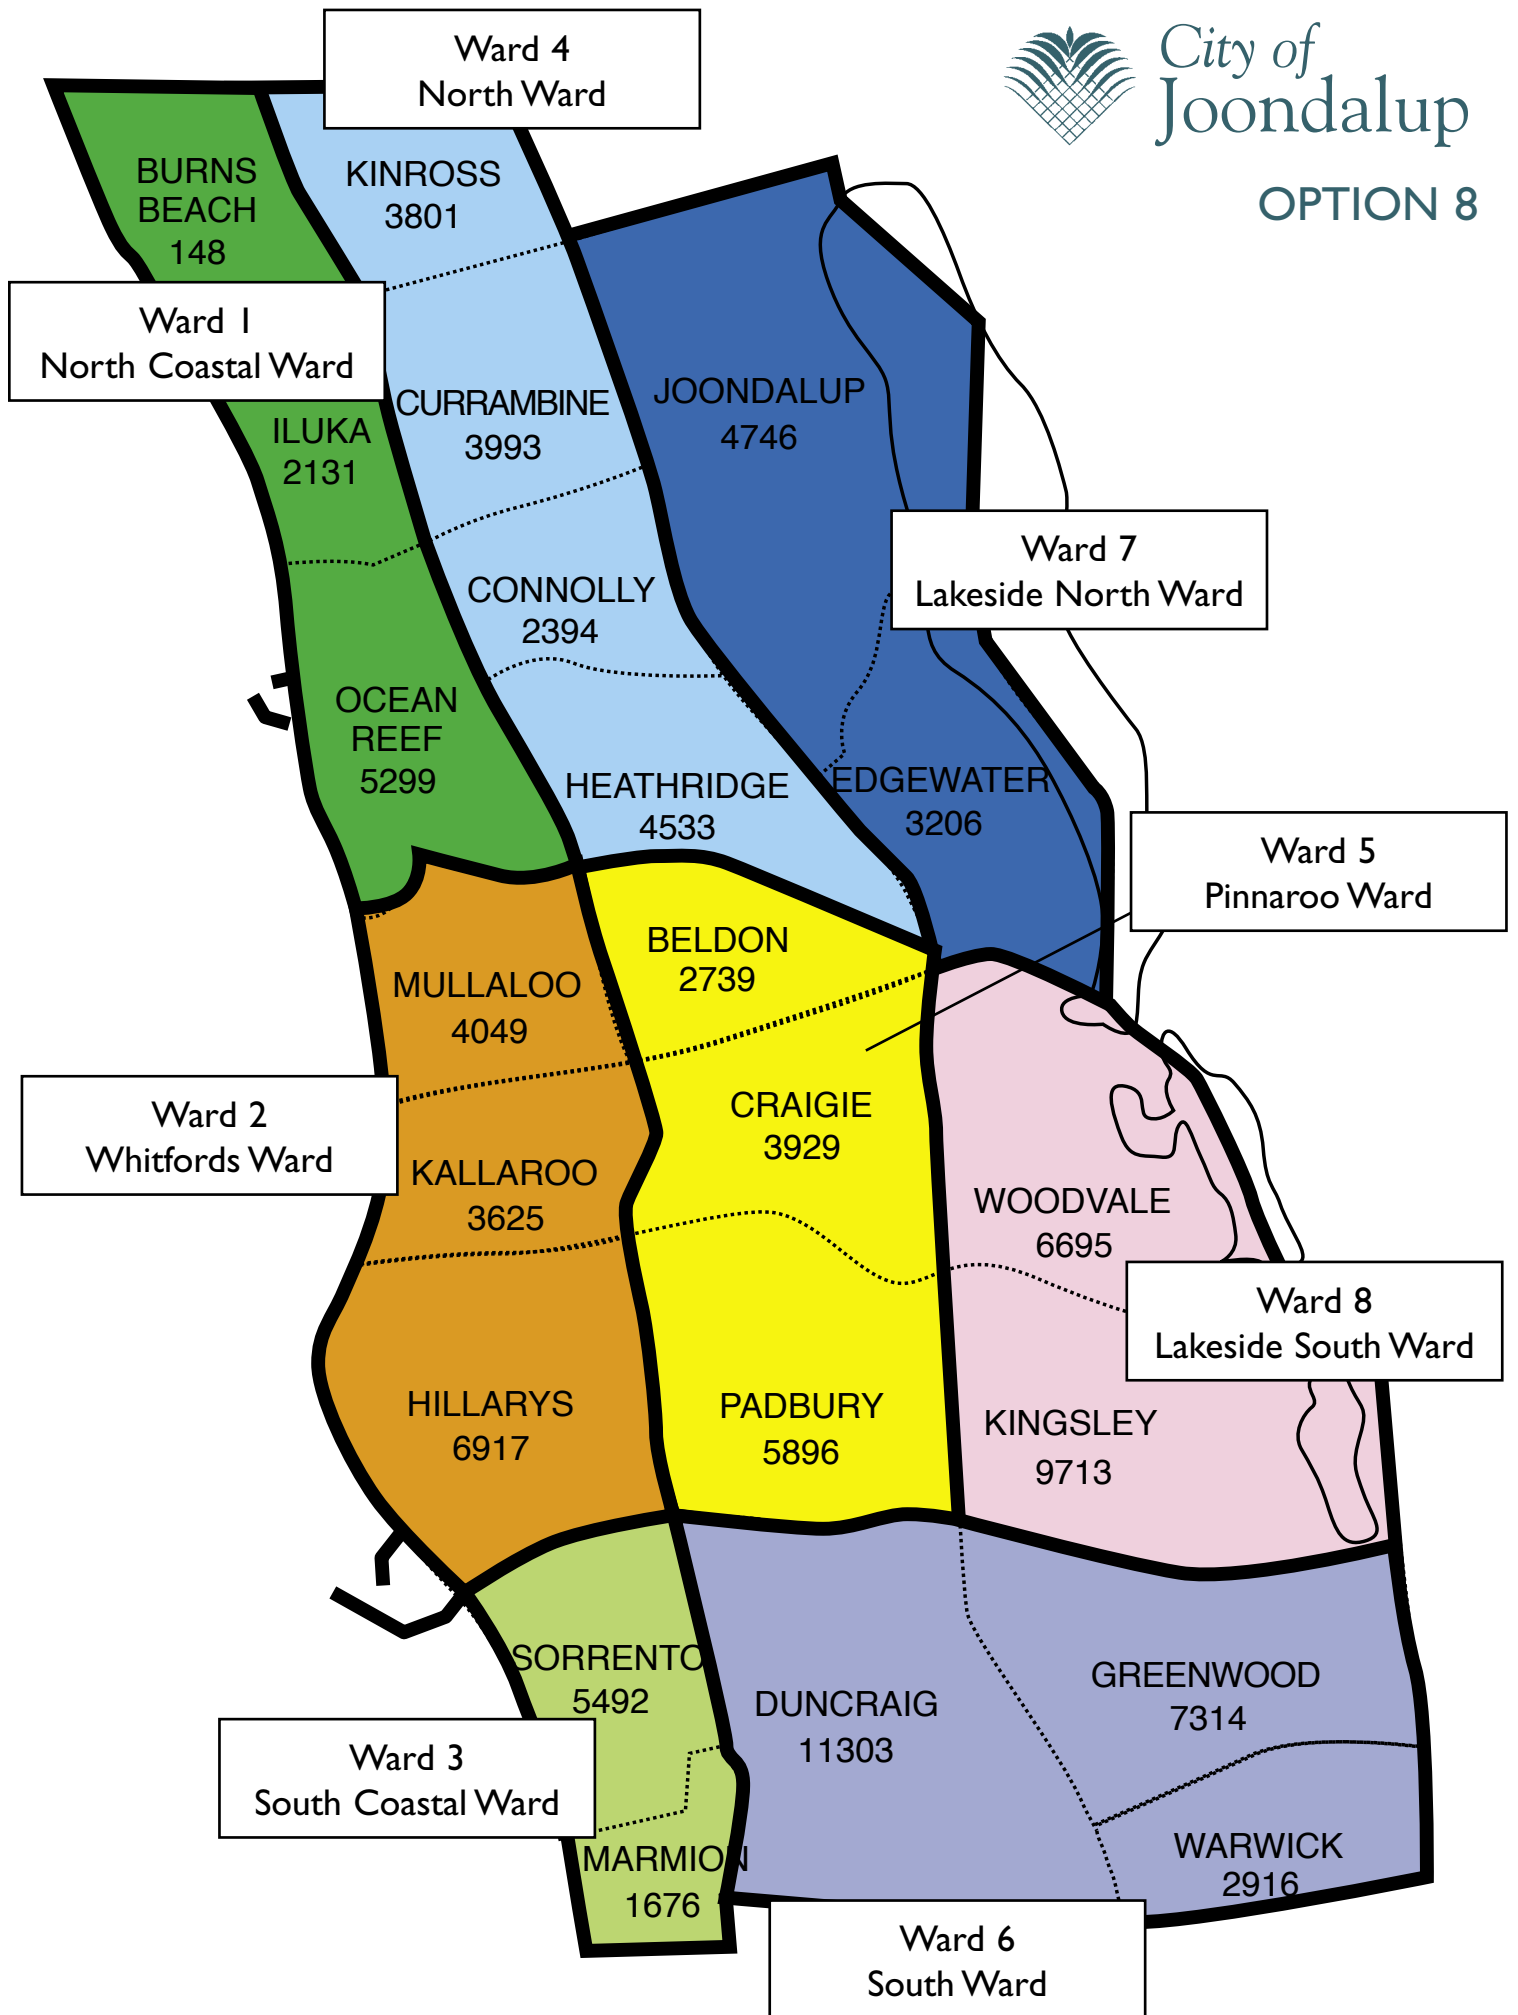 Ward 4
North Ward
City of
Joondalup
OPTION 8
BURNS
BEACH
148
KINROSS
3801
Ward 1
North Coastal Ward
ILUKA
2131
CURRAMBINE
3993
JOONDALUP
4746
Ward 7
Lakeside North Ward
CONNOLLY
2394
OCEAN
REEF
5299
HEATHRIDGE
4533
EDGEWATER
3206
Ward 5
Pinnaroo Ward
BELDON
2739
MULLALOO
4049
CRAIGIE
3929
Ward 2
Whitfords Ward
KALLAROO
3625
WOODVALE
6695
Ward 8
Lakeside South Ward
HILLARYS
6917
PADBURY
5896
KINGSLEY
9713
SORRENTO
5492
DUNCRAIG
11303
GREENWOOD
7314
Ward 3
South Coastal Ward
MARMION
1676
WARWICK
2916
Ward 6
South Ward